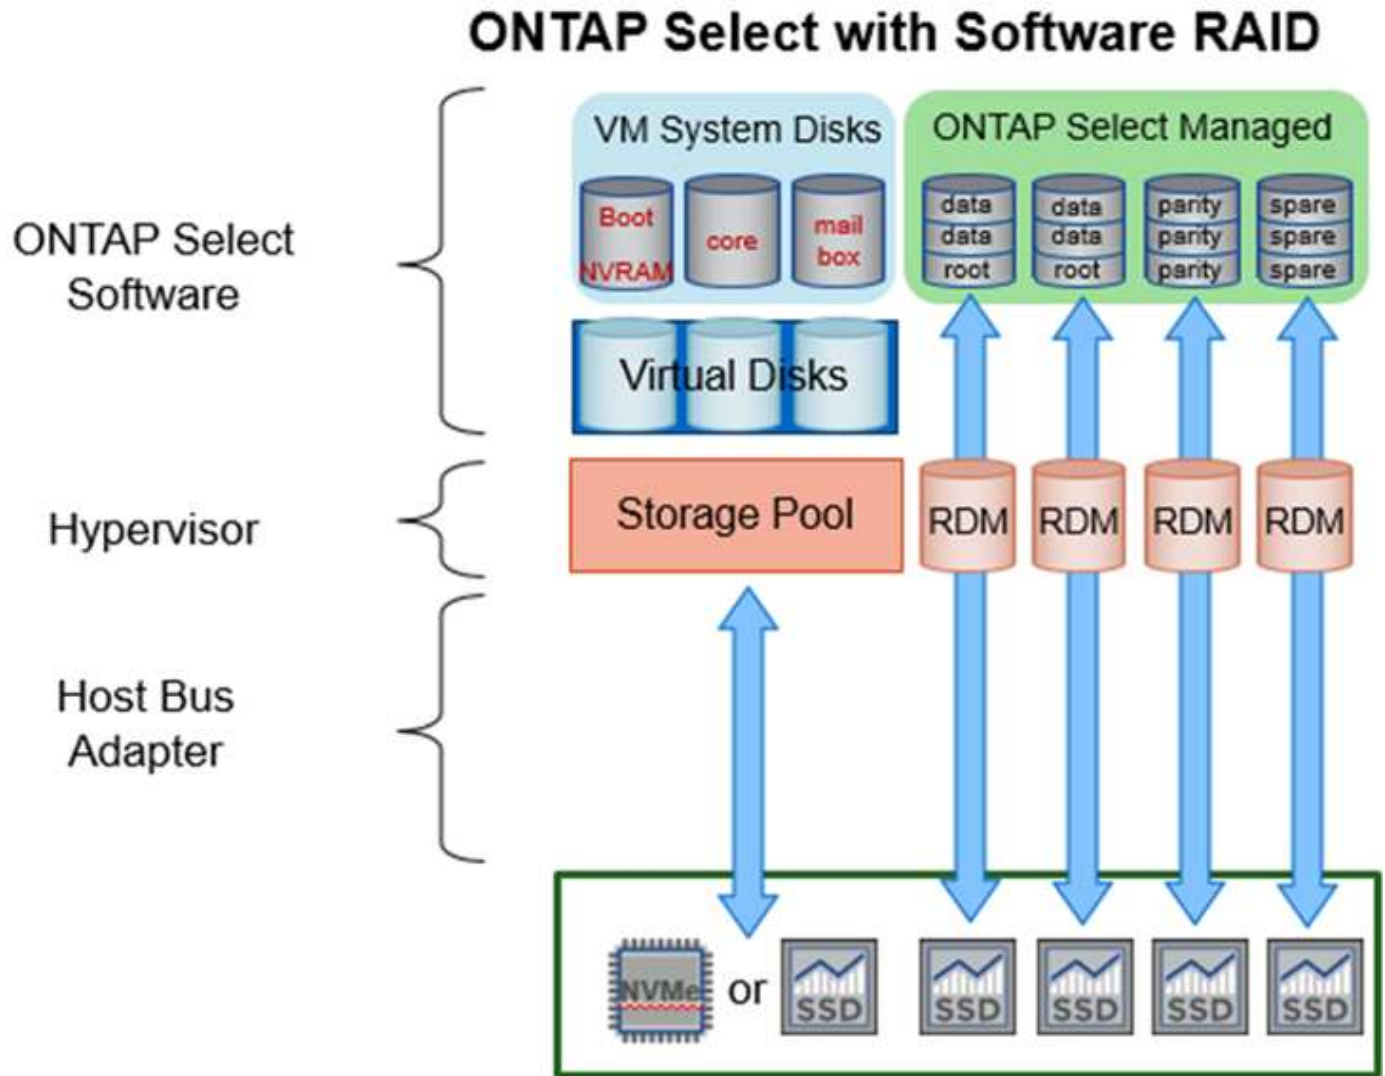 ONTAP Select with Software RAID
VM System Disks
ONTAP Select Managed
Boot
NVRAM
core
mail
box
data
data
root
data
data
root
parity
parity
parity
spare
spare
spare
ONTAP Select
Software
Virtual Disks
Hypervisor
Storage Pool
RDM
RDM
RDM
RDM
Host Bus
Adapter
NVMe
or
SSD
SSD
SSD
SSD
SSD